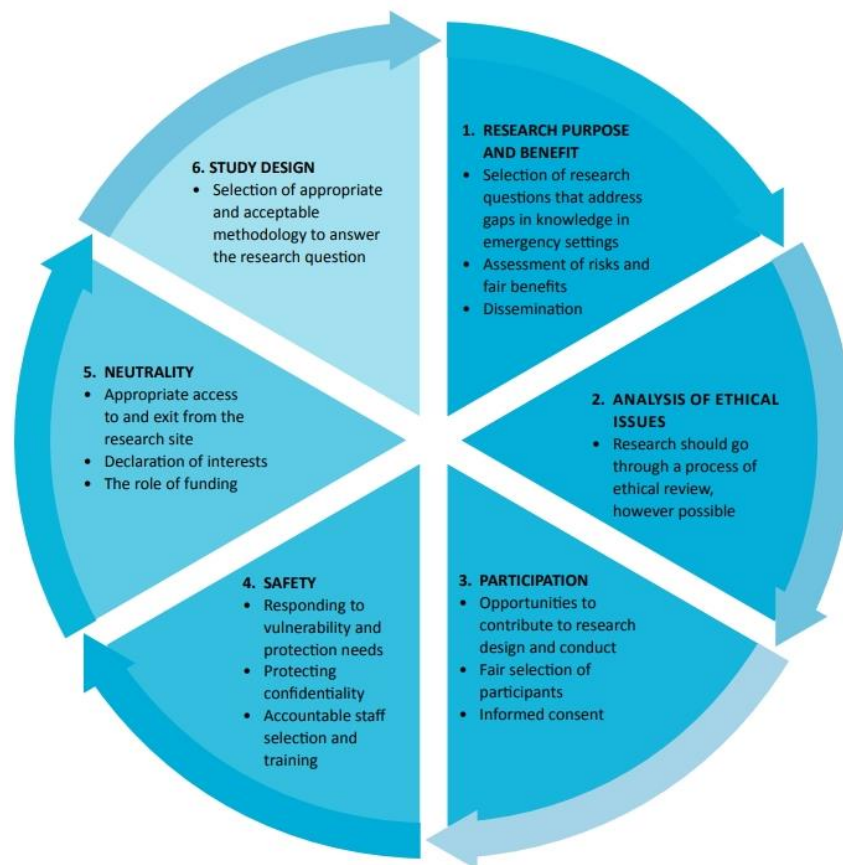 1. RESEARCH PURPOSE
AND BENEFIT
• Selection of research
questions that address
gaps in knowledge in
emergency settings
• Assessment of risks and
fair benefits
• Dissemination
2. ANALYSIS OF ETHICAL
ISSUES
• Research should go
through a process of
ethical review,
however possible
3. PARTICIPATION
• Opportunities to
contribute to research
design and conduct
• Fair selection of
participants
• Informed consent
4. SAFETY
• Responding to
vulnerability and
protection needs
• Protecting
confidentiality
• Accountable staff
selection and
training
5. NEUTRALITY
• Appropriate access
to and exit from the
research site
• Declaration of interests
• The role of funding
6. STUDY DESIGN
• Selection of appropriate
and acceptable
methodology to answer
the research question